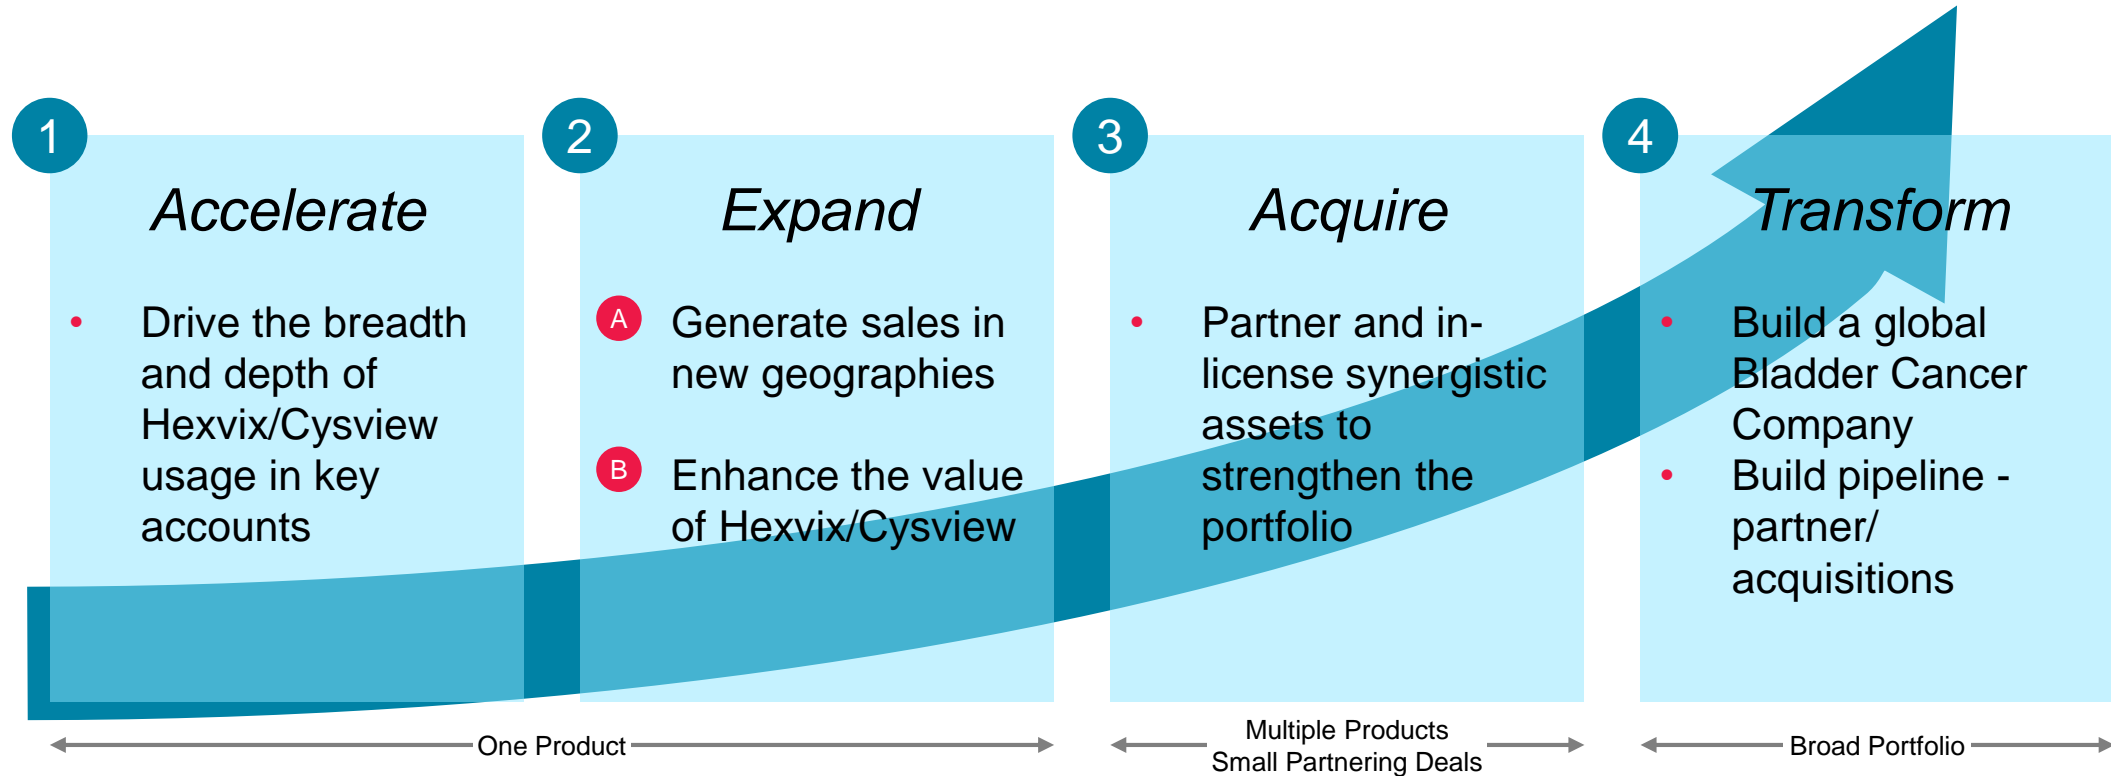 1
Accelerate
• Drive the breadth
and depth of
Hexvix/Cysview
usage in key
accounts
2
Expand
A Generate sales in
new geographies
B Enhance the value
of Hexvix/Cysview
3
Acquire
• Partner and in-
license synergistic
assets to
strengthen the
portfolio
4
Transform
• Build a global
Bladder Cancer
Company
• Build pipeline -
partner/
acquisitions
One Product
Multiple Products
Small Partnering Deals
Broad Portfolio